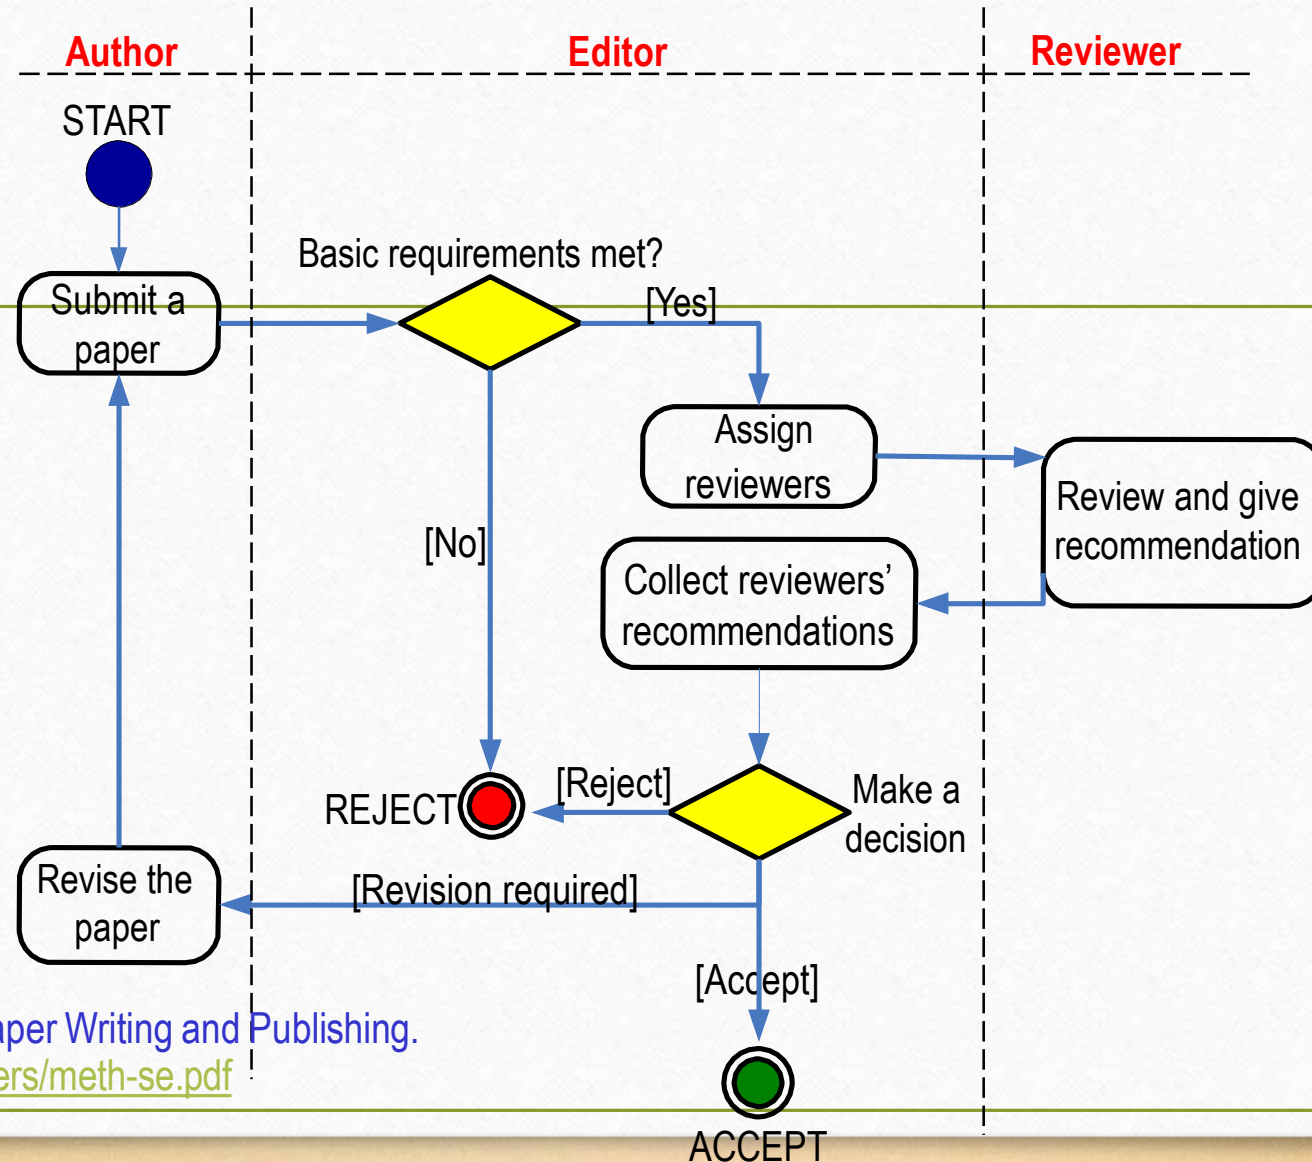 Author
Editor
Reviewer
START
Basic requirements met?
Submit a
paper
[Yes]
Assign
reviewers
Review and give
recommendation
[No]
Collect reviewers’
recommendations
REJECT
[Reject]
Make a
decision
Revise the
paper
[Revision required]
[Accept]
aper Writing and Publishing.
ers/meth-se.pdf
ACCEPT